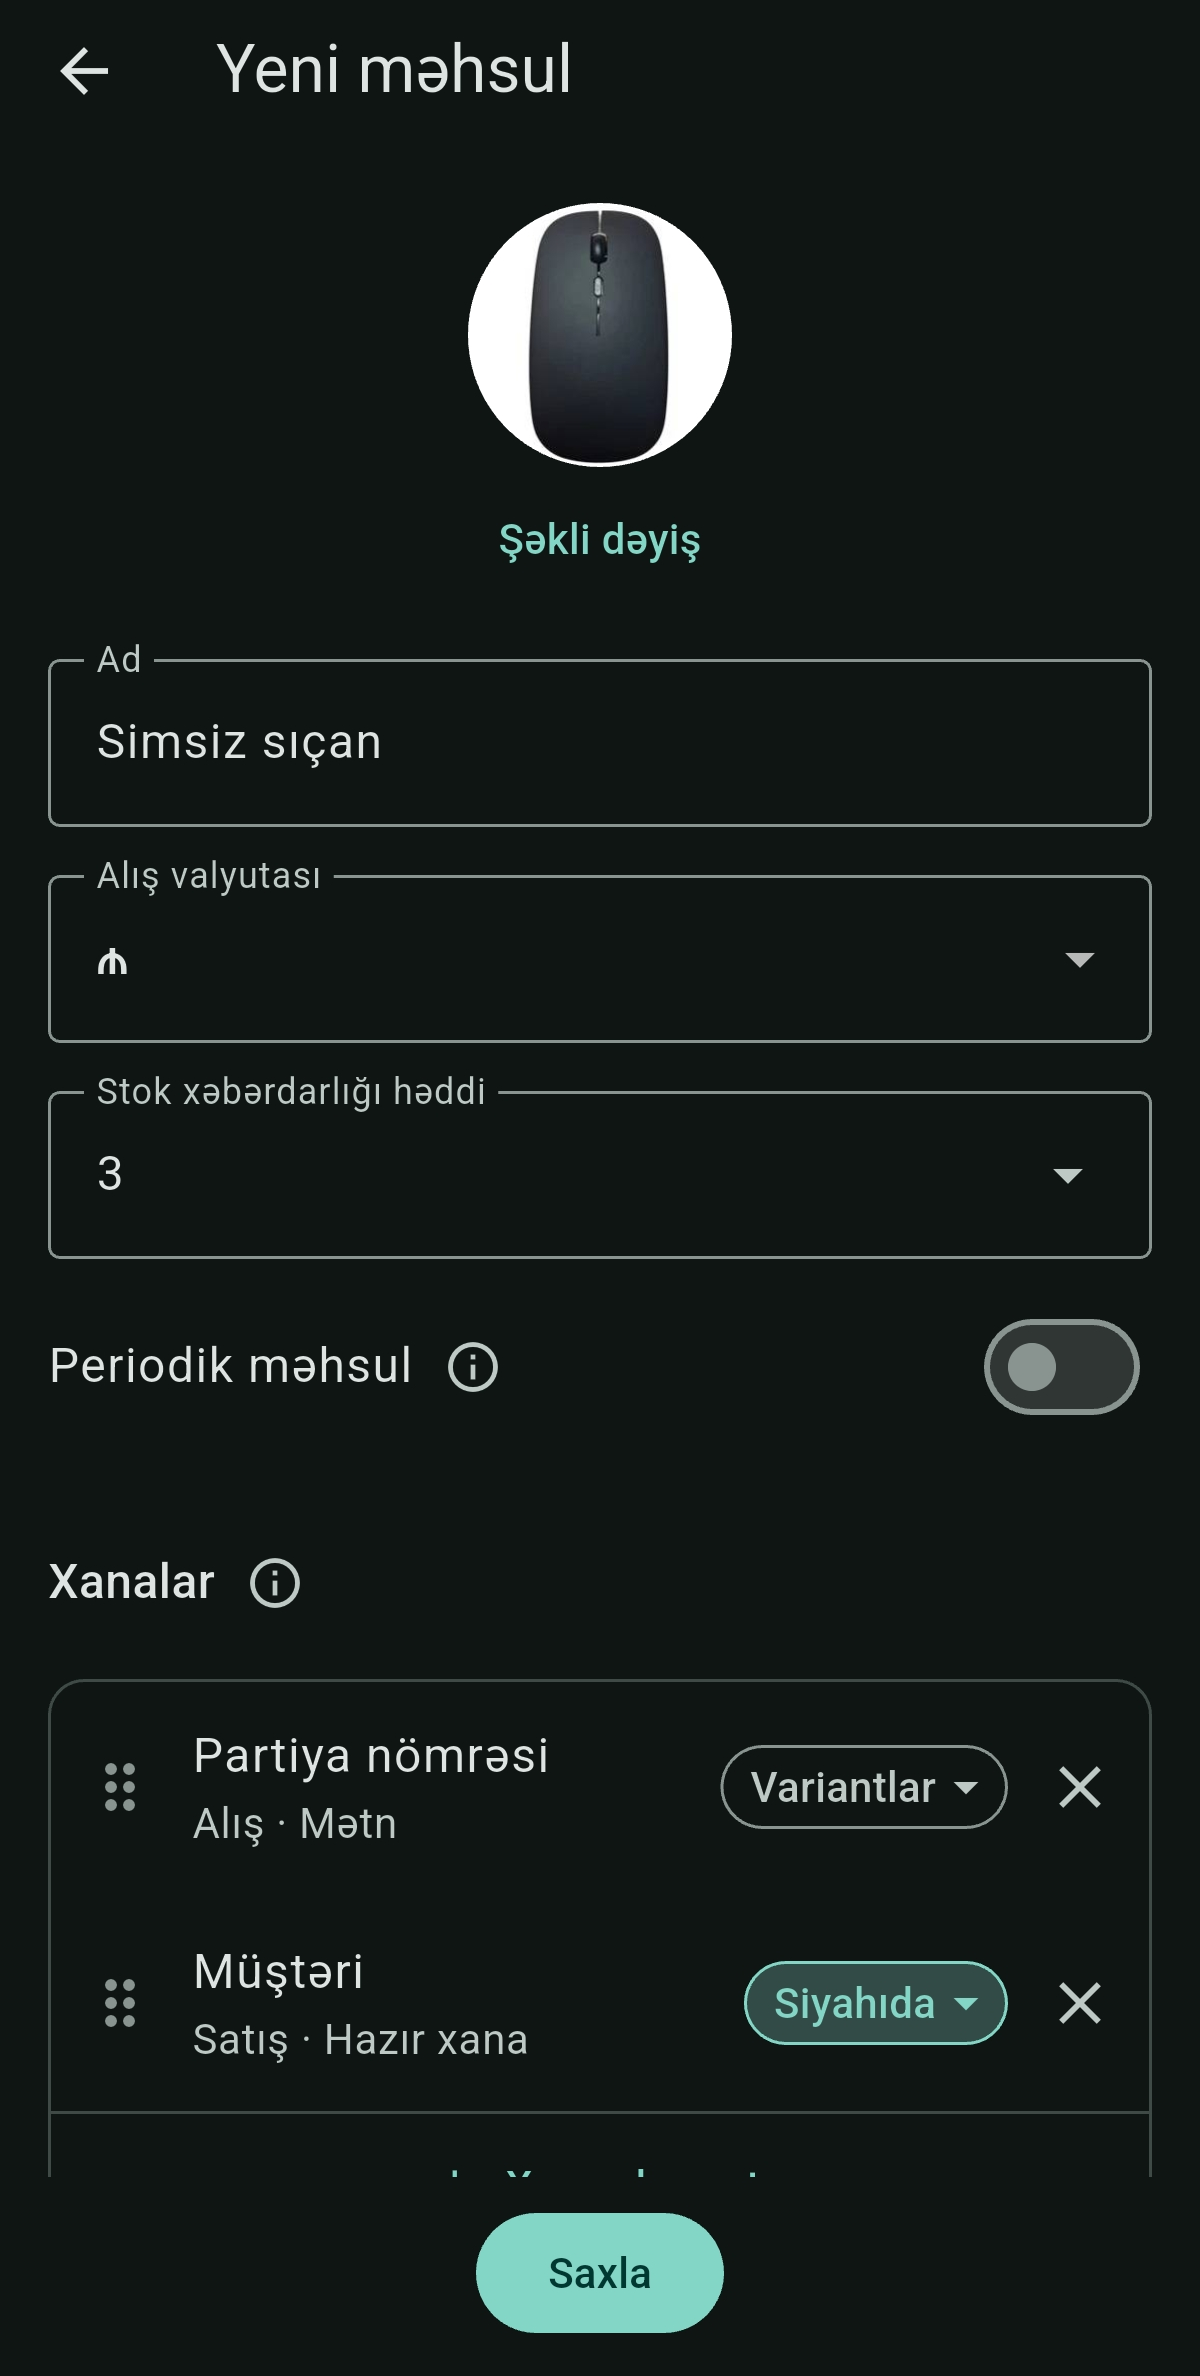 Yeni məhsul
Şəkli dəyiş
Ad
Simsiz sıçan
Alış valyutası
₼
Stok xəbərdarlığı həddi
3
Periodik məhsul
Xanalar
Partiya nömrəsi
Alış · Mətn
Variantlar
Müştəri
Satış · Hazır xana
Siyahıda
Saxla